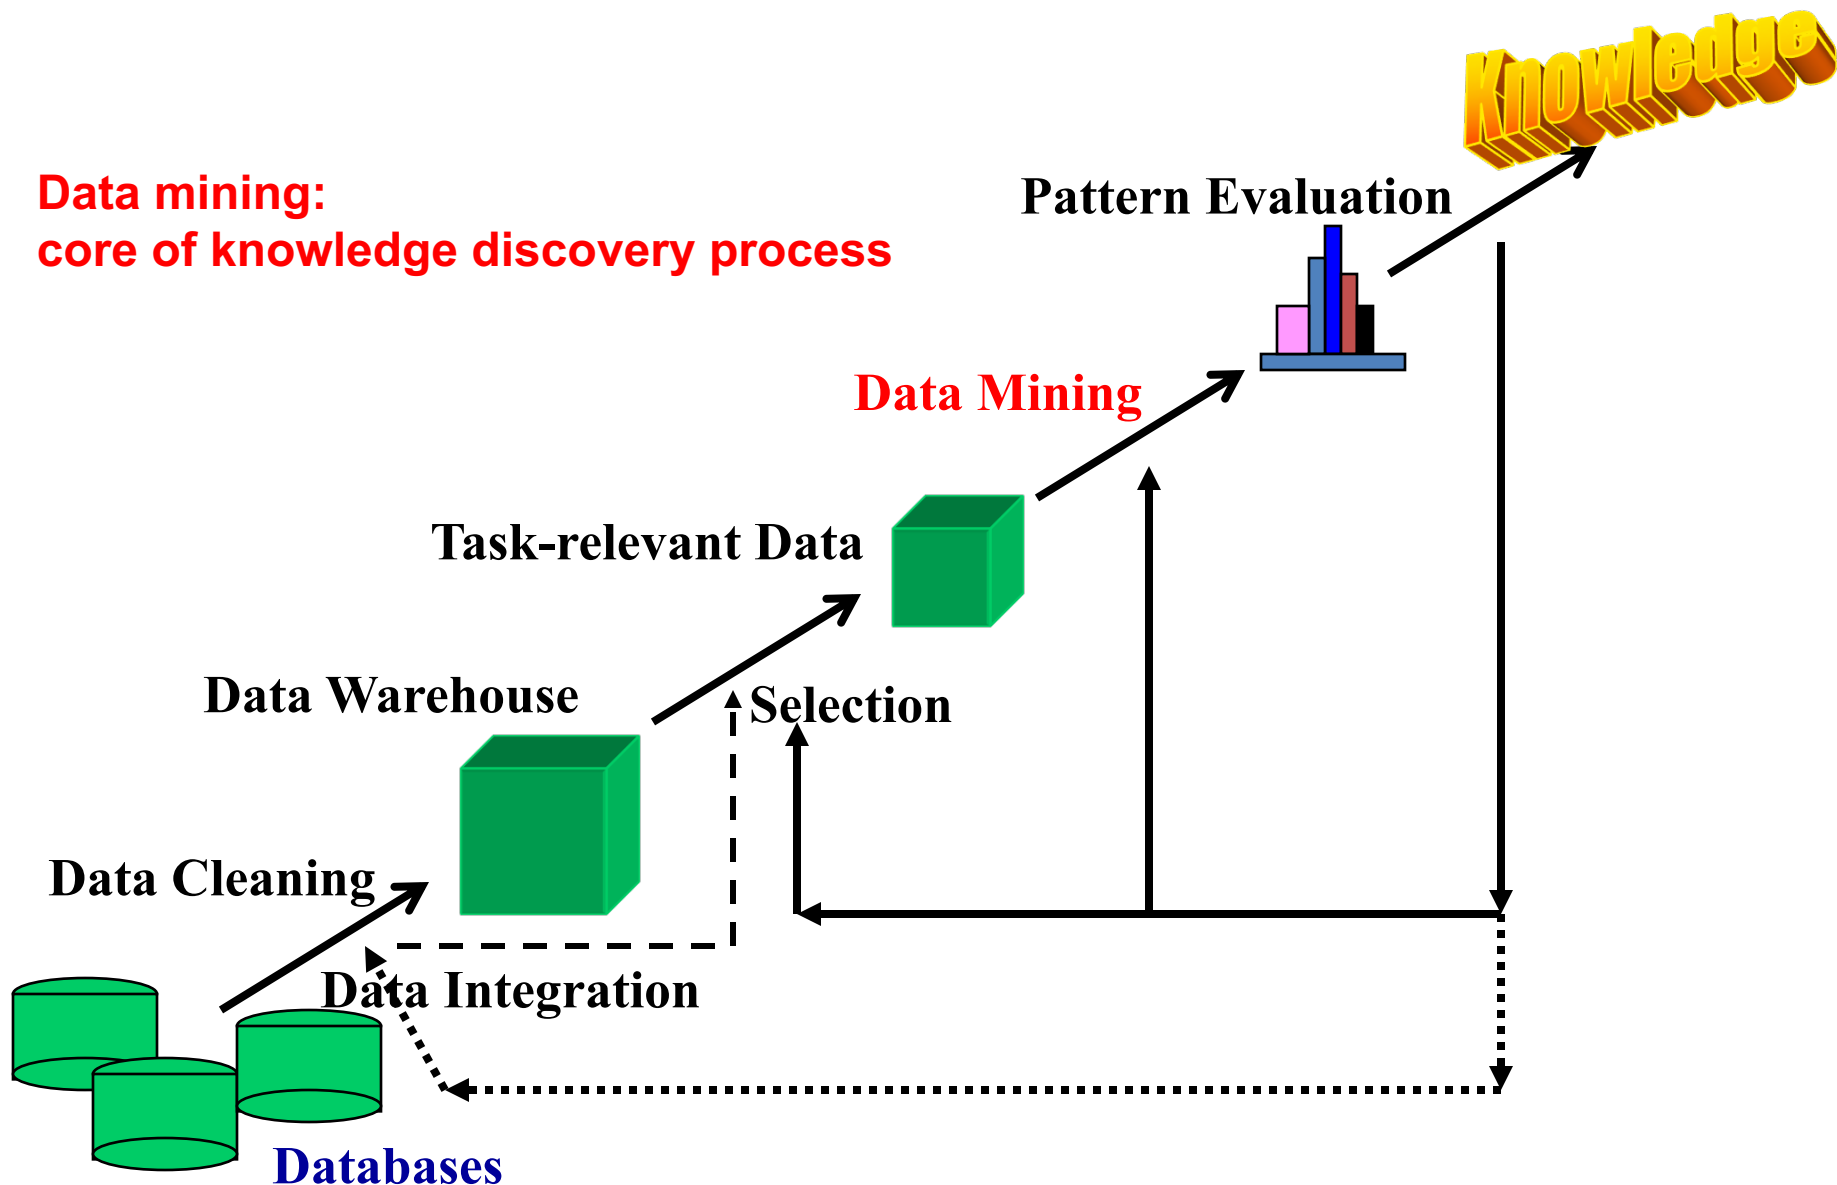 Knowledge
Data mining:
core of knowledge discovery process
Pattern Evaluation
Data Mining
Task-relevant Data
Data Warehouse
Selection
Data Cleaning
Data Integration
Databases